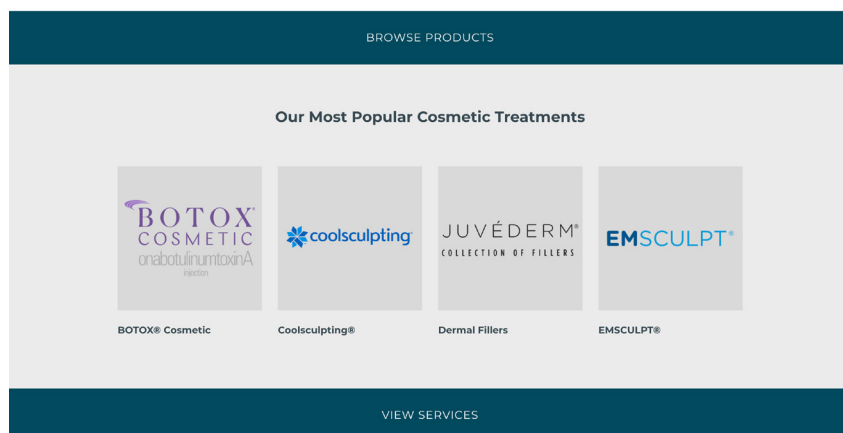 BROWSE PRODUCTS
Our Most Popular Cosmetic Treatments
BOTOX®
COSMETIC
onabotulinumtoxinA
injection
coolsculpting
JUVÉDERM®
COLLECTION OF FILLERS
EMSCULPT®
BOTOX® Cosmetic
Coolsculpting®
Dermal Fillers
EMSCULPT®
VIEW SERVICES